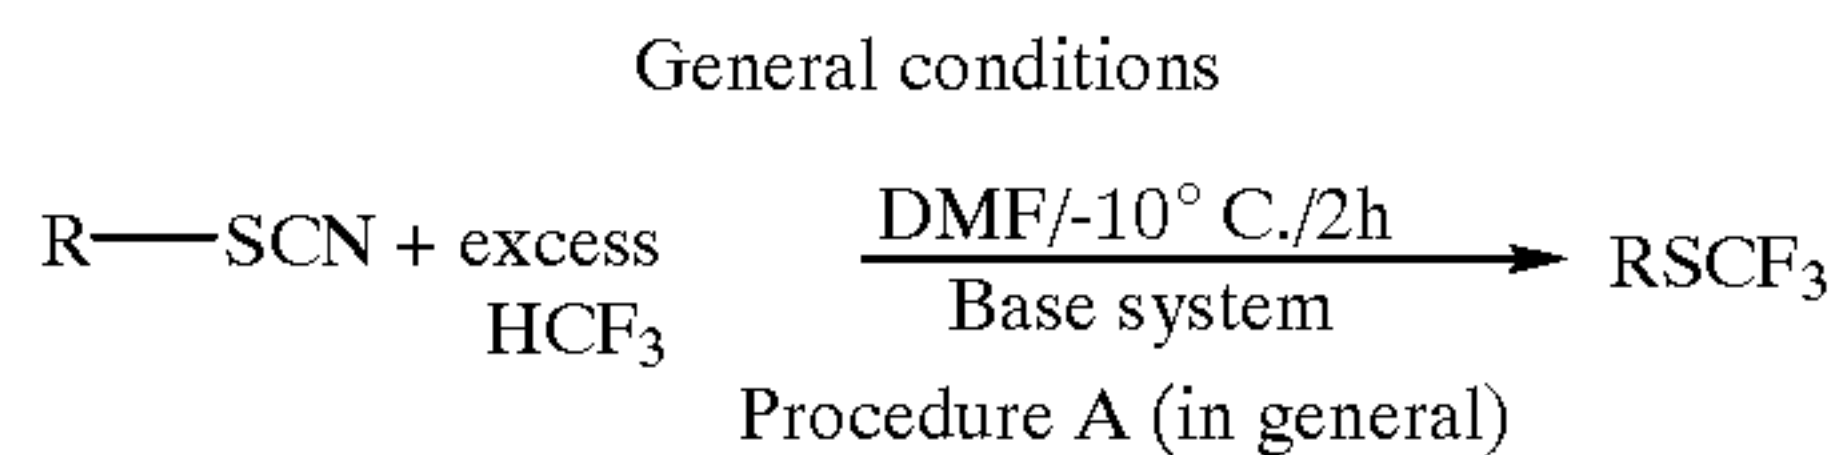 General conditions
DMF/-10° C./2h
R—SCN + excess HCF₃ RSCF₃
Base system
Procedure A (in general)